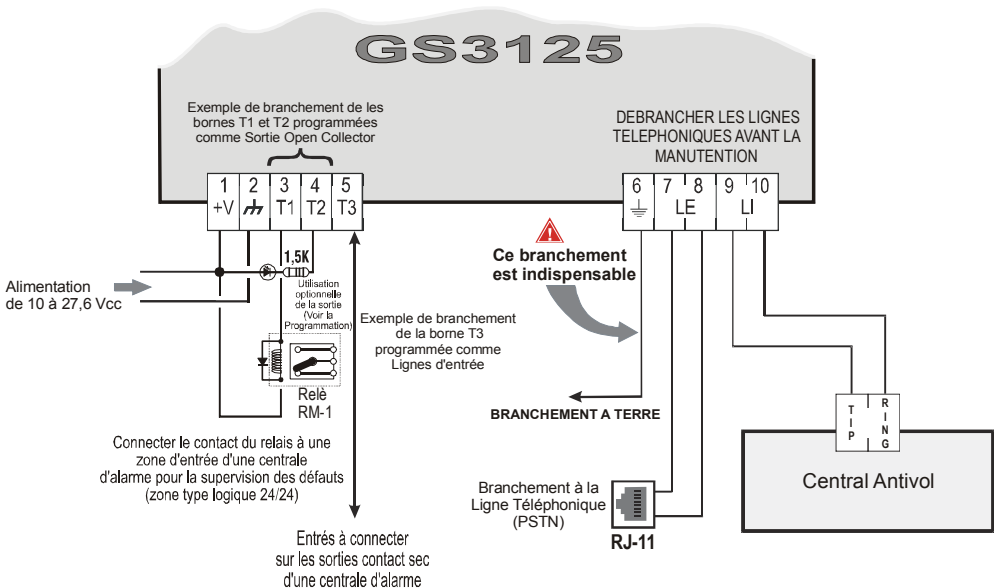 GS3125
Exemple de branchement de les
bornes T1 et T2 programmées
comme Sortie Open Collector
DEBRANCHER LES LIGNES
TELEPHONIQUES AVANT LA
MANUTENTION
1 2 3 4 5
+V T1 T2 T3
6 7 8 9 10
LE LI
Ce branchement
est indispensable
1,5K
Alimentation
de 10 à 27,6 Vcc
Utilisation
optionnelle
de la sortie
(Voir la
Programmation)
Exemple de branchement
de la borne T3
programmée comme
Lignes d'entrée
Relè
RM-1
BRANCHEMENT A TERRE
TIP
RING
Connecter le contact du relais à une
zone d'entrée d'une centrale
d'alarme pour la supervision des défauts
(zone type logique 24/24)
Central Antivol
Branchement à la
Ligne Téléphonique
(PSTN)
RJ-11
Entrés à connecter
sur les sorties contact sec
d'une centrale d'alarme